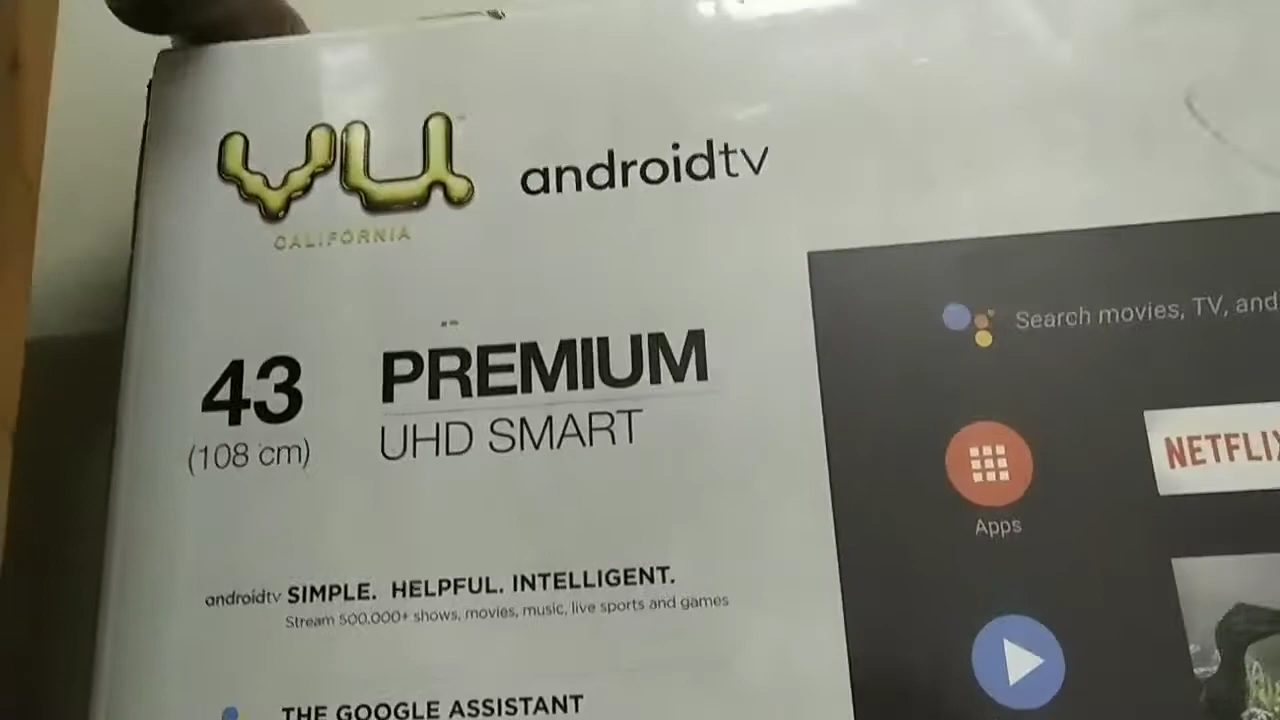 VU
CALIFORNIA
androidtv
43
(108 cm)
PREMIUM
UHD SMART
androidtv SIMPLE. HELPFUL. INTELLIGENT.
Stream 500,000+ shows, movies, music, live sports and games
THE GOOGLE ASSISTANT
Search movies, TV, and
Apps
NETFLIX